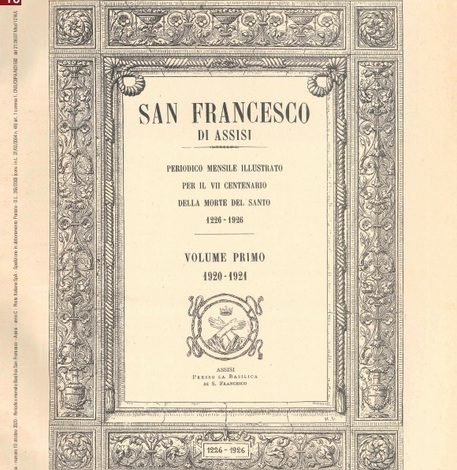 SAN FRANCESCO
DI ASSISI
PERIODICO MENSILE ILLUSTRATO
PER IL VII CENTENARIO
DELLA MORTE DEL SANTO
1226-1926
VOLUME PRIMO
1920-1921
ASSISI
PRESSO LA BASILICA
DI S. FRANCESCO
1226-1926